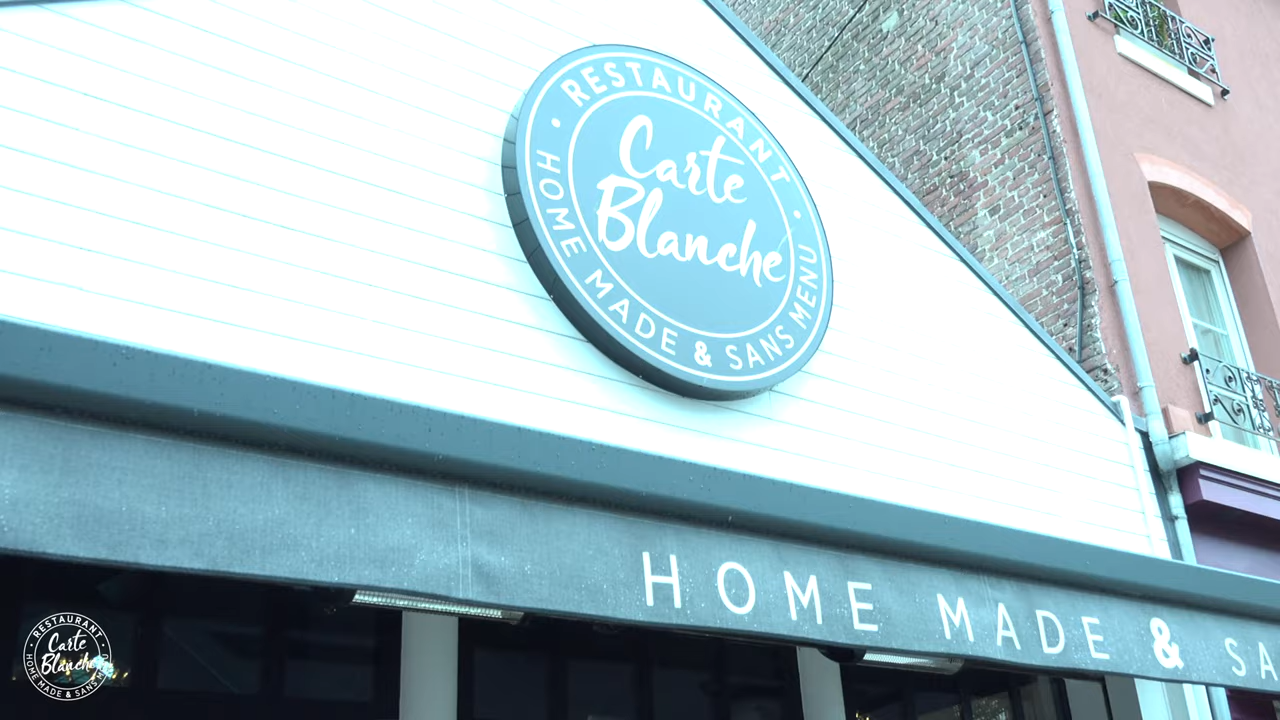 RESTAURANT
Carte
Blanche
HOME MADE & SANS MENU
HOME MADE & SA
RESTAURANT
Carte
Blanche
HOME MADE & SANS